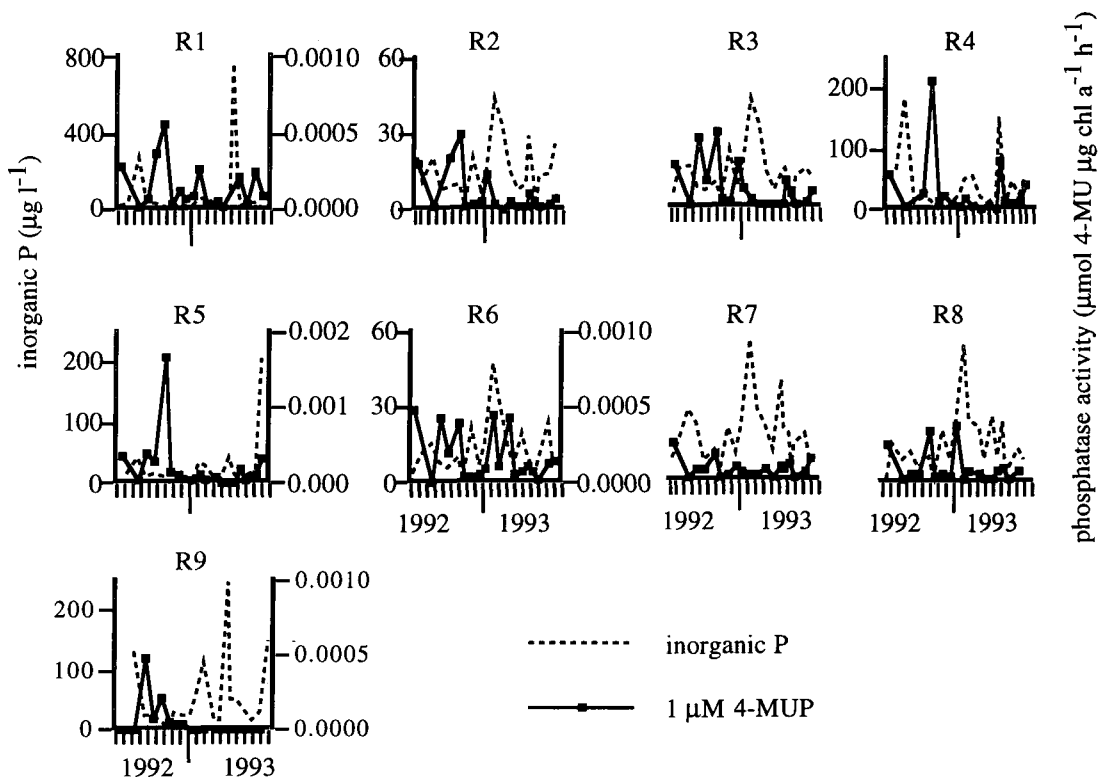 R1
R2
R3
R4
800
400
0
0.0010
0.0005
0.0000
60
30
0
200
100
0
R5
R6
R7
R8
200
100
0
0.002
0.001
0.000
60
30
0
0.0010
0.0005
0.0000
1992 1993
1992 1993
1992 1993
R9
200
100
0
0.0010
0.0005
0.0000
1992 1993
inorganic P (µg l⁻¹)
phosphatase activity (µmol 4-MU µg chl a⁻¹ h⁻¹)
inorganic P
1 µM 4-MUP